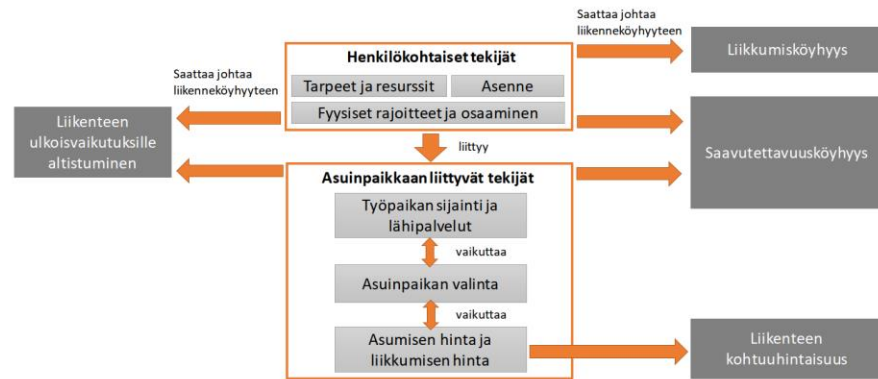 Saattaa johtaa
liikenneköyhyyteen
Henkilökohtaiset tekijät
Liikkumisköyhyys
Saattaa johtaa
liikenneköyhyyteen
Tarpeet ja resurssit
Asenne
Fyysiset rajoitteet ja osaaminen
Liikenteen
ulkoisvaikutuksille
altistuminen
Saavutettavuusköyhyys
liittyy
Asuinpaikkaan liittyvät tekijät
Työpaikan sijainti ja
lähipalvelut
vaikuttaa
Asuinpaikan valinta
vaikuttaa
Asumisen hinta ja
liikkumisen hinta
Liikenteen
kohtuuhintaisuus